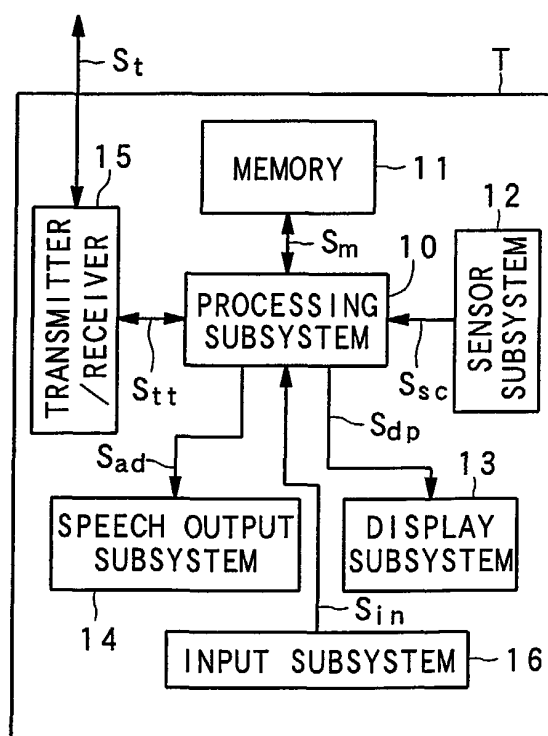 St
T
15
MEMORY
11
12
TRANSMITTER
/RECEIVER
Sm
10
SENSOR
SUBSYSTEM
PROCESSING
SUBSYSTEM
Stt
Ssc
Sdp
Sad
13
SPEECH OUTPUT
SUBSYSTEM
DISPLAY
SUBSYSTEM
14
Sin
INPUT SUBSYSTEM
16